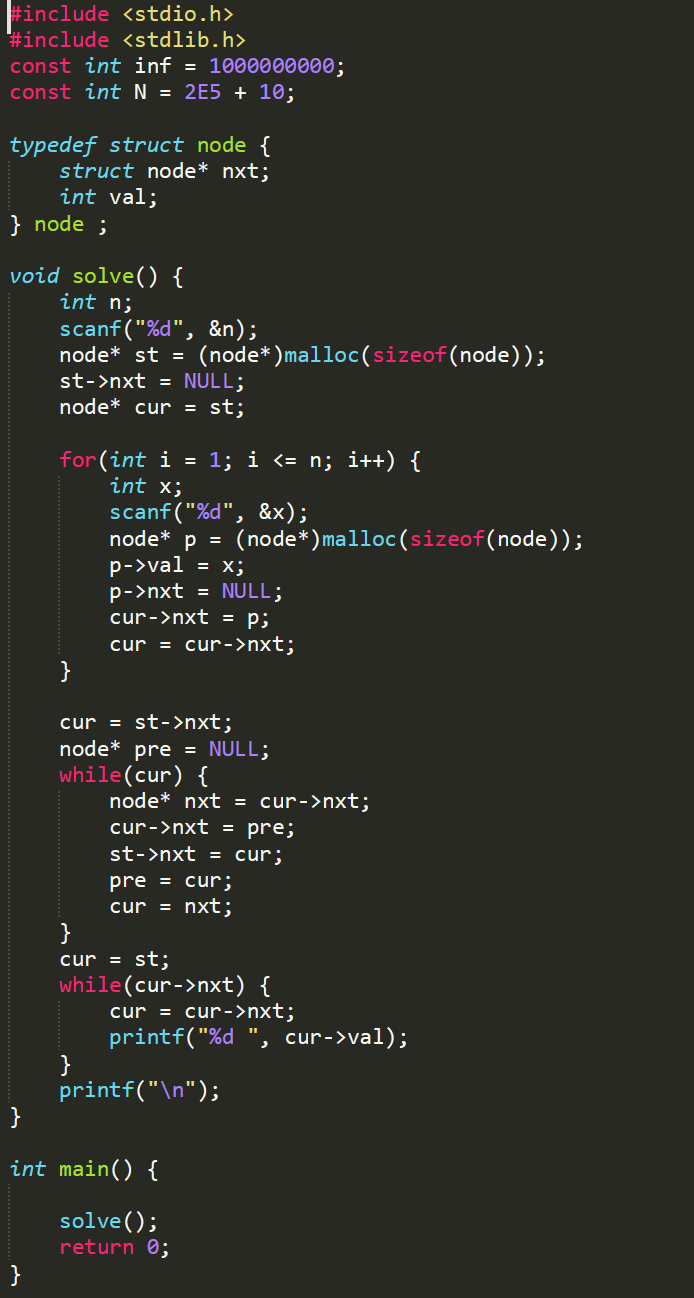 #include <stdio.h>
#include <stdlib.h>
const int inf = 1000000000;
const int N = 2E5 + 10;

typedef struct node {
    struct node* nxt;
    int val;
} node ;

void solve() {
    int n;
    scanf("%d", &n);
    node* st = (node*)malloc(sizeof(node));
    st->nxt = NULL;
    node* cur = st;

    for(int i = 1; i <= n; i++) {
        int x;
        scanf("%d", &x);
        node* p = (node*)malloc(sizeof(node));
        p->val = x;
        p->nxt = NULL;
        cur->nxt = p;
        cur = cur->nxt;
    }

    cur = st->nxt;
    node* pre = NULL;
    while(cur) {
        node* nxt = cur->nxt;
        cur->nxt = pre;
        st->nxt = cur;
        pre = cur;
        cur = nxt;
    }
    cur = st;
    while(cur->nxt) {
        cur = cur->nxt;
        printf("%d ", cur->val);
    }
    printf("\n");
}

int main() {

    solve();
    return 0;
}